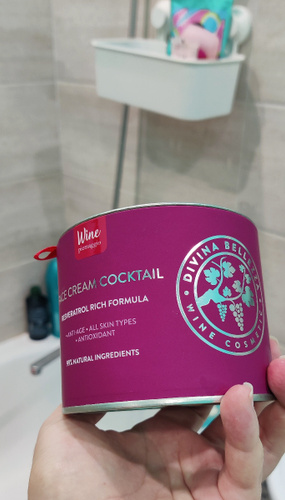 Wine
FACE CREAM COCKTAIL
RESVERATROL RICH FORMULA
• ANTI-AGE • ALL SKIN TYPES
• ANTIOXIDANT
99% NATURAL INGREDIENTS
DIVINA BELLEZZA
WINE COSMETICS